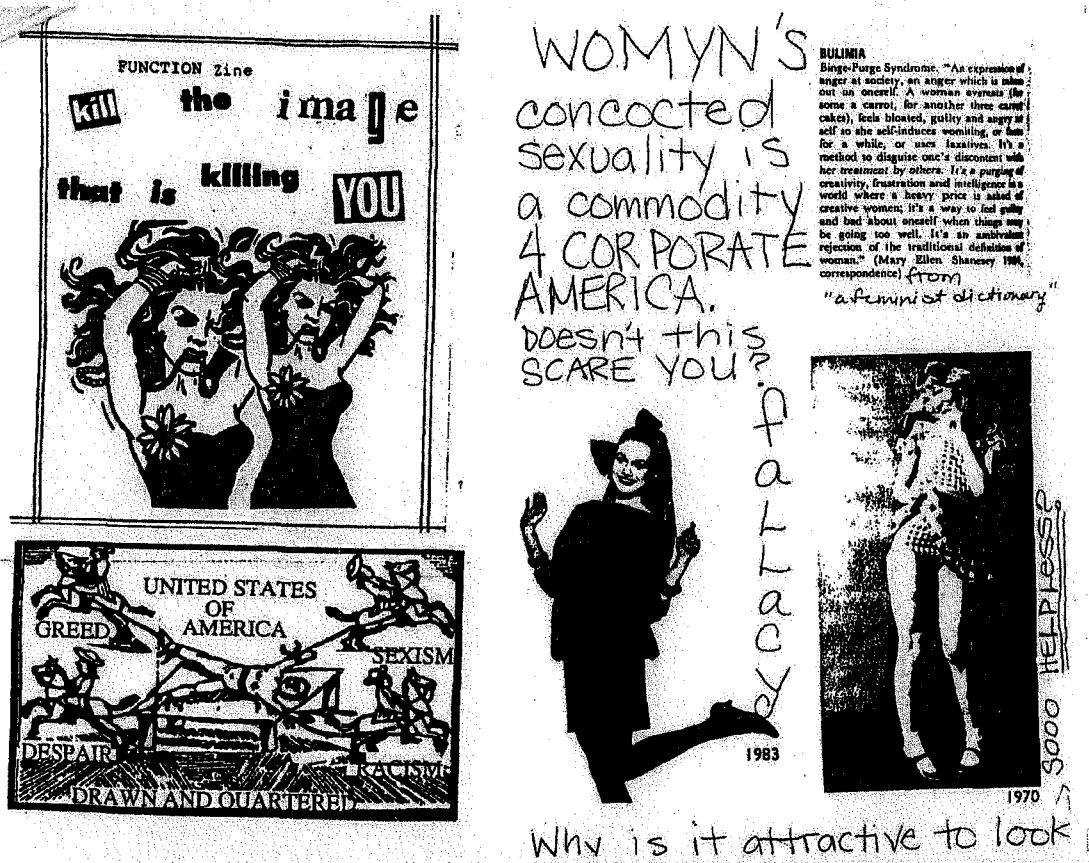 FUNCTION Zine
kill the image
that is killing YOU
UNITED STATES
OF
AMERICA
GREED
SEXISM
DESPAIR
RACISM
DRAWN AND QUARTERED
WOMYN'S
concocted
sexuality is
a commodity
4 CORPORATE
AMERICA.
Doesn't this
SCARE YOU?
faLLacy
1983
BULIMIA
Binge-Purge Syndrome. "An expression of
anger at society, an anger which is taken
out on oneself. A woman overeats (for
some a carrot, for another three carrot
cakes), feels bloated, guilty and angry at
self so she self-induces vomiting, or fasts
for a while, or uses laxatives. It's a
method to disguise one's discontent with
her treatment by others. It's a purging of
creativity, frustration and intelligence in a
world where a heavy price is asked of
creative women; it's a way to feel guilty
and bad about oneself when things may
be going too well. It's an ambivalent
rejection of the traditional definition of
woman." (Mary Ellen Shanesey 1984,
correspondence) from
"a feminist dictionary"
1970
Why is it attractive to look
SOOO HELPLESS?